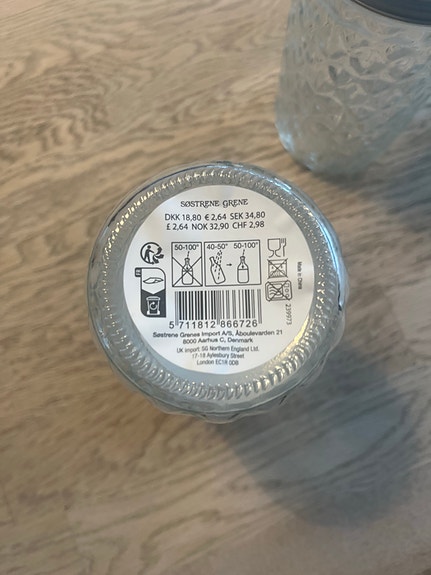 SØSTRENE GRENE
DKK 18,80 € 2,64 SEK 34,80
£ 2,64 NOK 32,90 CHF 2,98
50-100° 40-50° 50-100°
Made in China
239973
5 711812 866726
Søstrene Grenes Import A/S, Åboulevarden 21
8000 Aarhus C, Denmark
UK import: SG Northern England Ltd.
17-18 Aylesbury Street
London EC1R 0DB